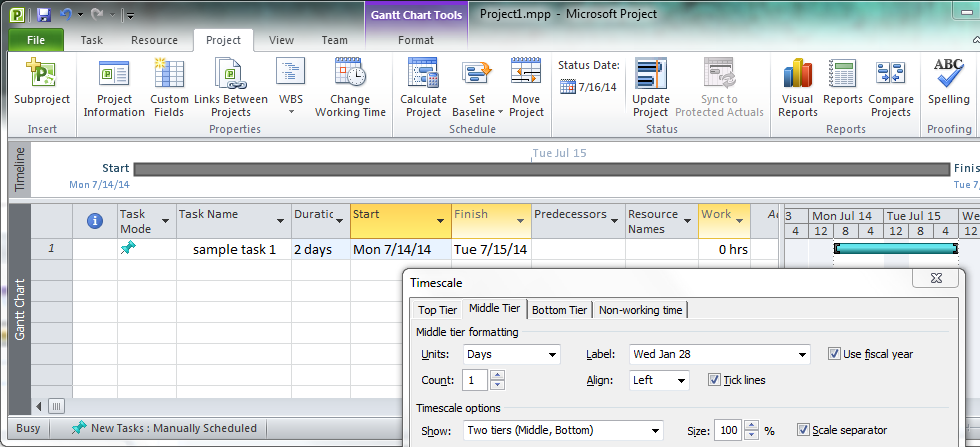 Gantt Chart Tools Project1.mpp - Microsoft Project
File Task Resource Project View Team Format
Subproject Project Information Custom Fields Links Between Projects WBS Change Working Time Calculate Project Set Baseline Move Project Status Date: 7/16/14 Update Project Sync to Protected Actuals Visual Reports Reports Compare Projects ABC Spelling
Insert Properties Schedule Status Reports Proofing
Timeline
Tue Jul 15
Start Finis
Mon 7/14/14 Tue 7/
Task Mode Task Name Duratic Start Finish Predecessors Resource Names Work 3 Mon Jul 14 Tue Jul 15 We
4 12 8 4 12 8 4 12
1 sample task 1 2 days Mon 7/14/14 Tue 7/15/14 0 hrs
Gantt Chart
Timescale
Top Tier Middle Tier Bottom Tier Non-working time
Middle tier formatting
Units: Days Label: Wed Jan 28 Use fiscal year
Count: 1 Align: Left Tick lines
Timescale options
Show: Two tiers (Middle, Bottom) Size: 100 % Scale separator
Busy New Tasks : Manually Scheduled